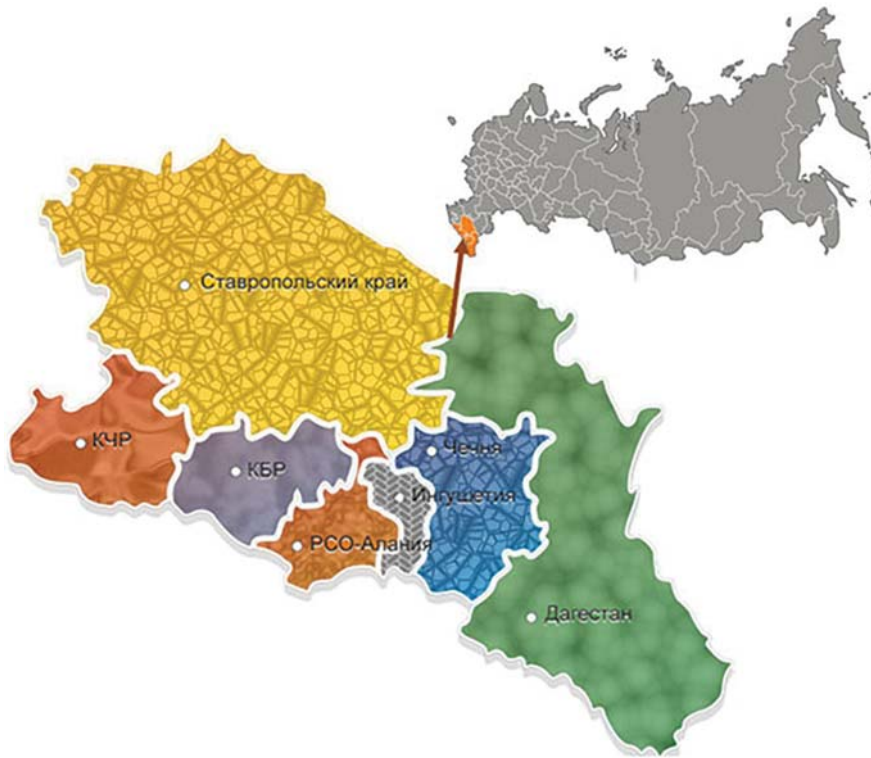 Ставропольский край
КЧР
КБР
Чечня
Ингушетия
РСО-Алания
Дагестан